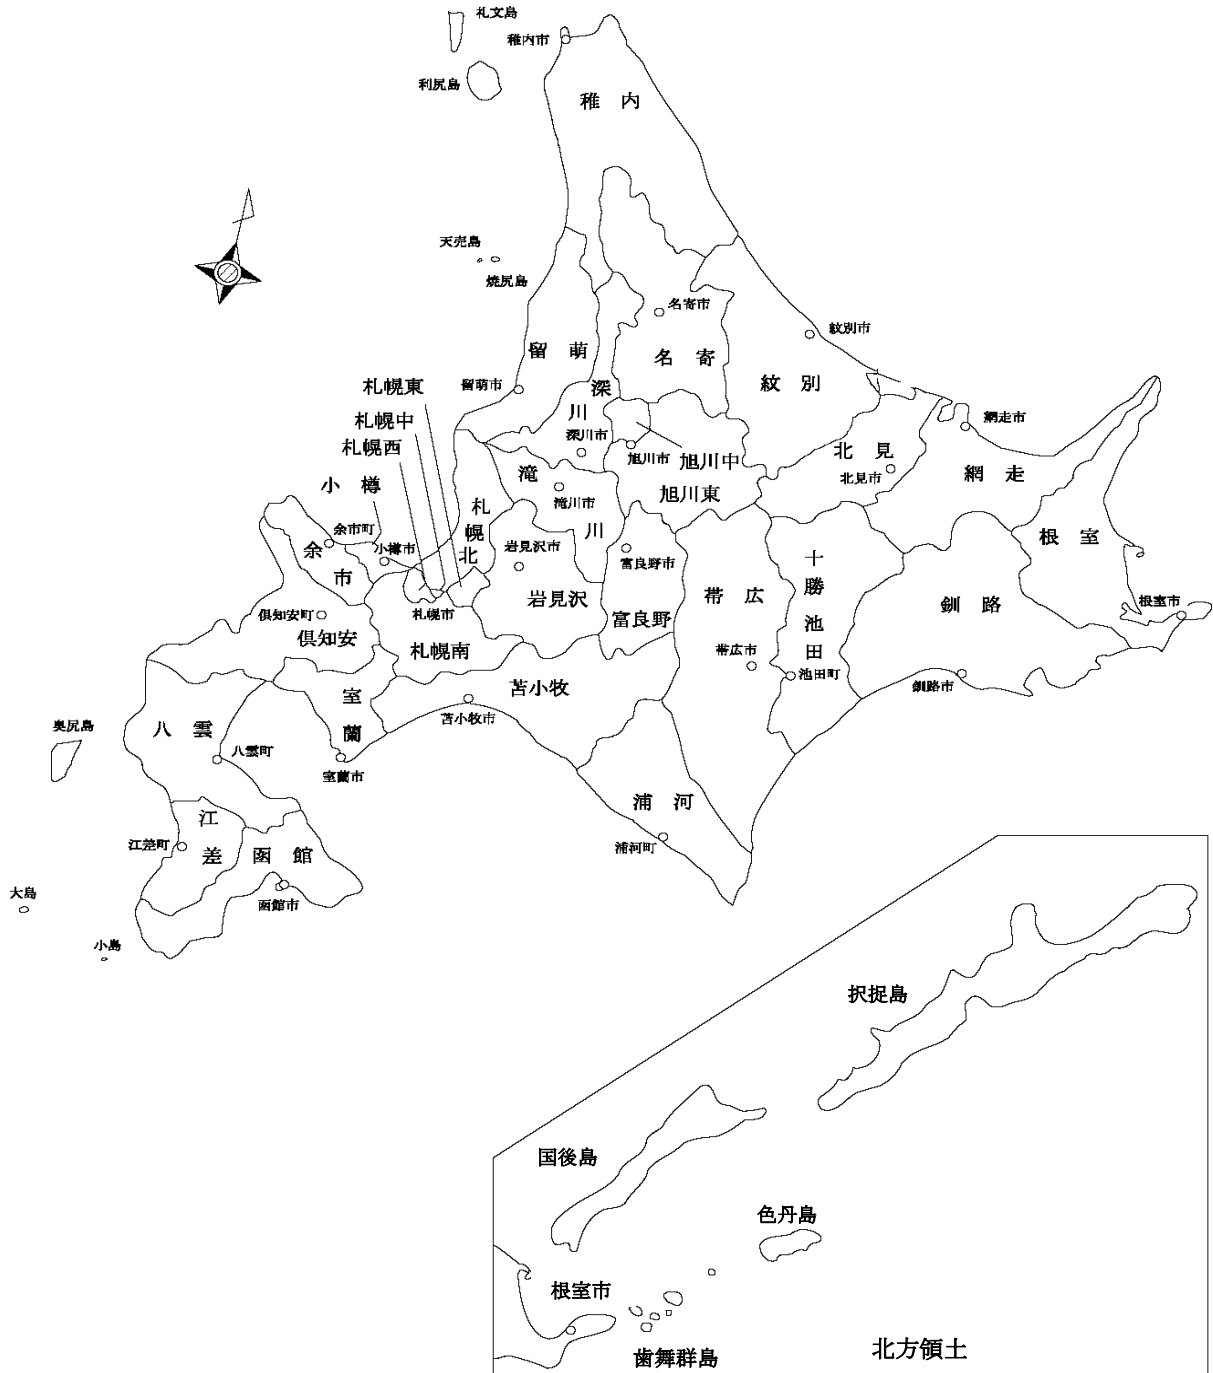 礼文島
稚内市
利尻島
稚内
天売島
焼尻島
名寄市
紋別市
留萌
名寄
紋別
札幌東
留萌市
深川
札幌中
深川市
網走市
札幌西
旭川市
旭川中
北見
北見市
網走
小樽
滝川
滝川市
旭川東
札幌北
余市町
余市
小樽市
岩見沢市
富良野市
根室
十勝池田
岩見沢
帯広
釧路
根室市
倶知安町
札幌市
富良野
倶知安
札幌南
帯広市
池田町
釧路市
室蘭
苫小牧
苫小牧市
奥尻島
八雲
八雲町
室蘭市
浦河
江差
江差町
函館
浦河町
大島
函館市
小島
択捉島
国後島
色丹島
根室市
歯舞群島
北方領土